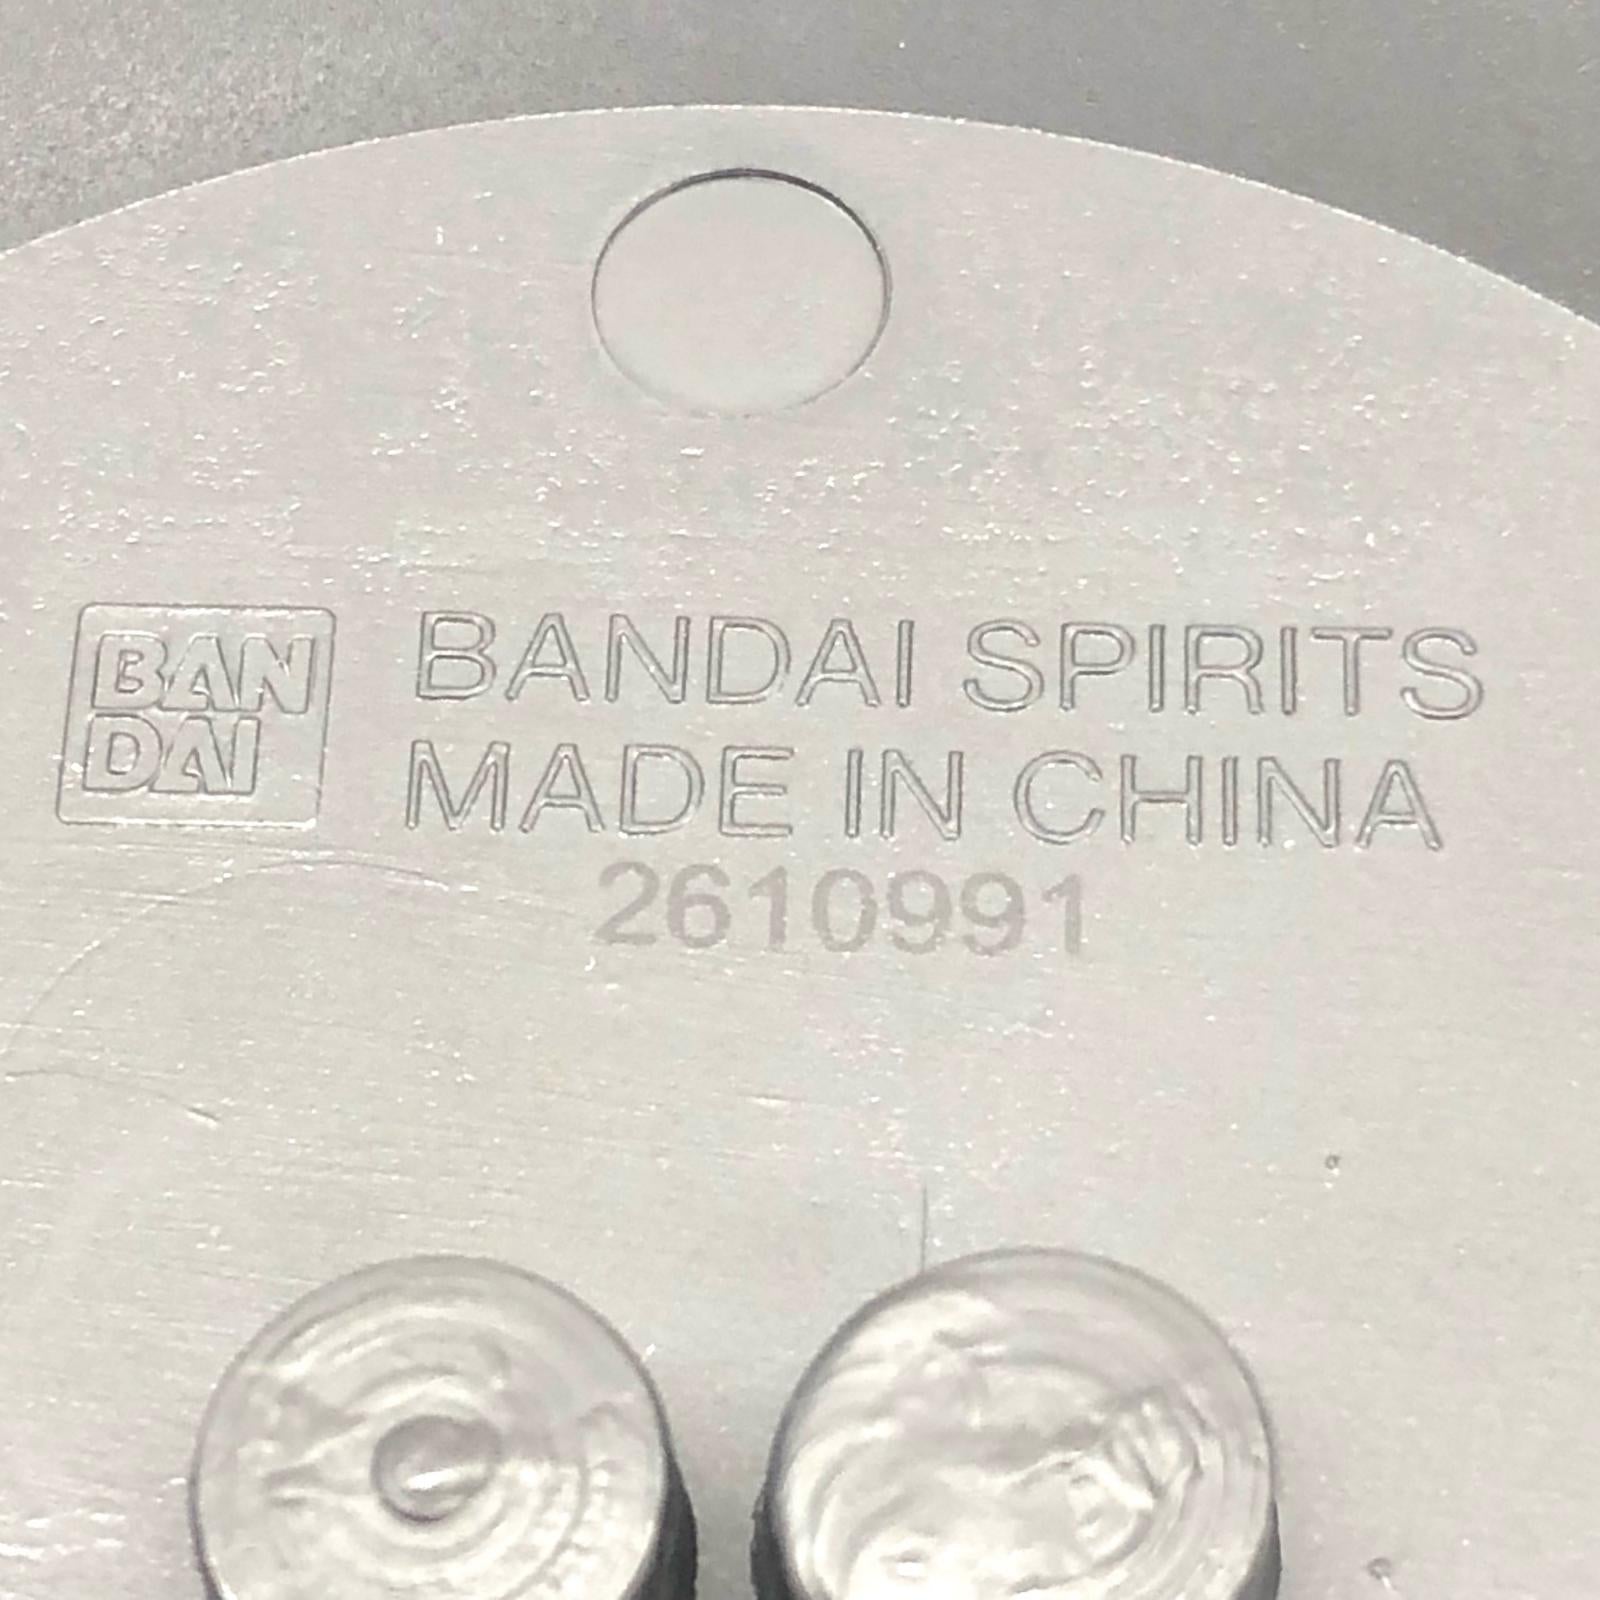 BAN
DAI
BANDAI SPIRITS
MADE IN CHINA
2610991